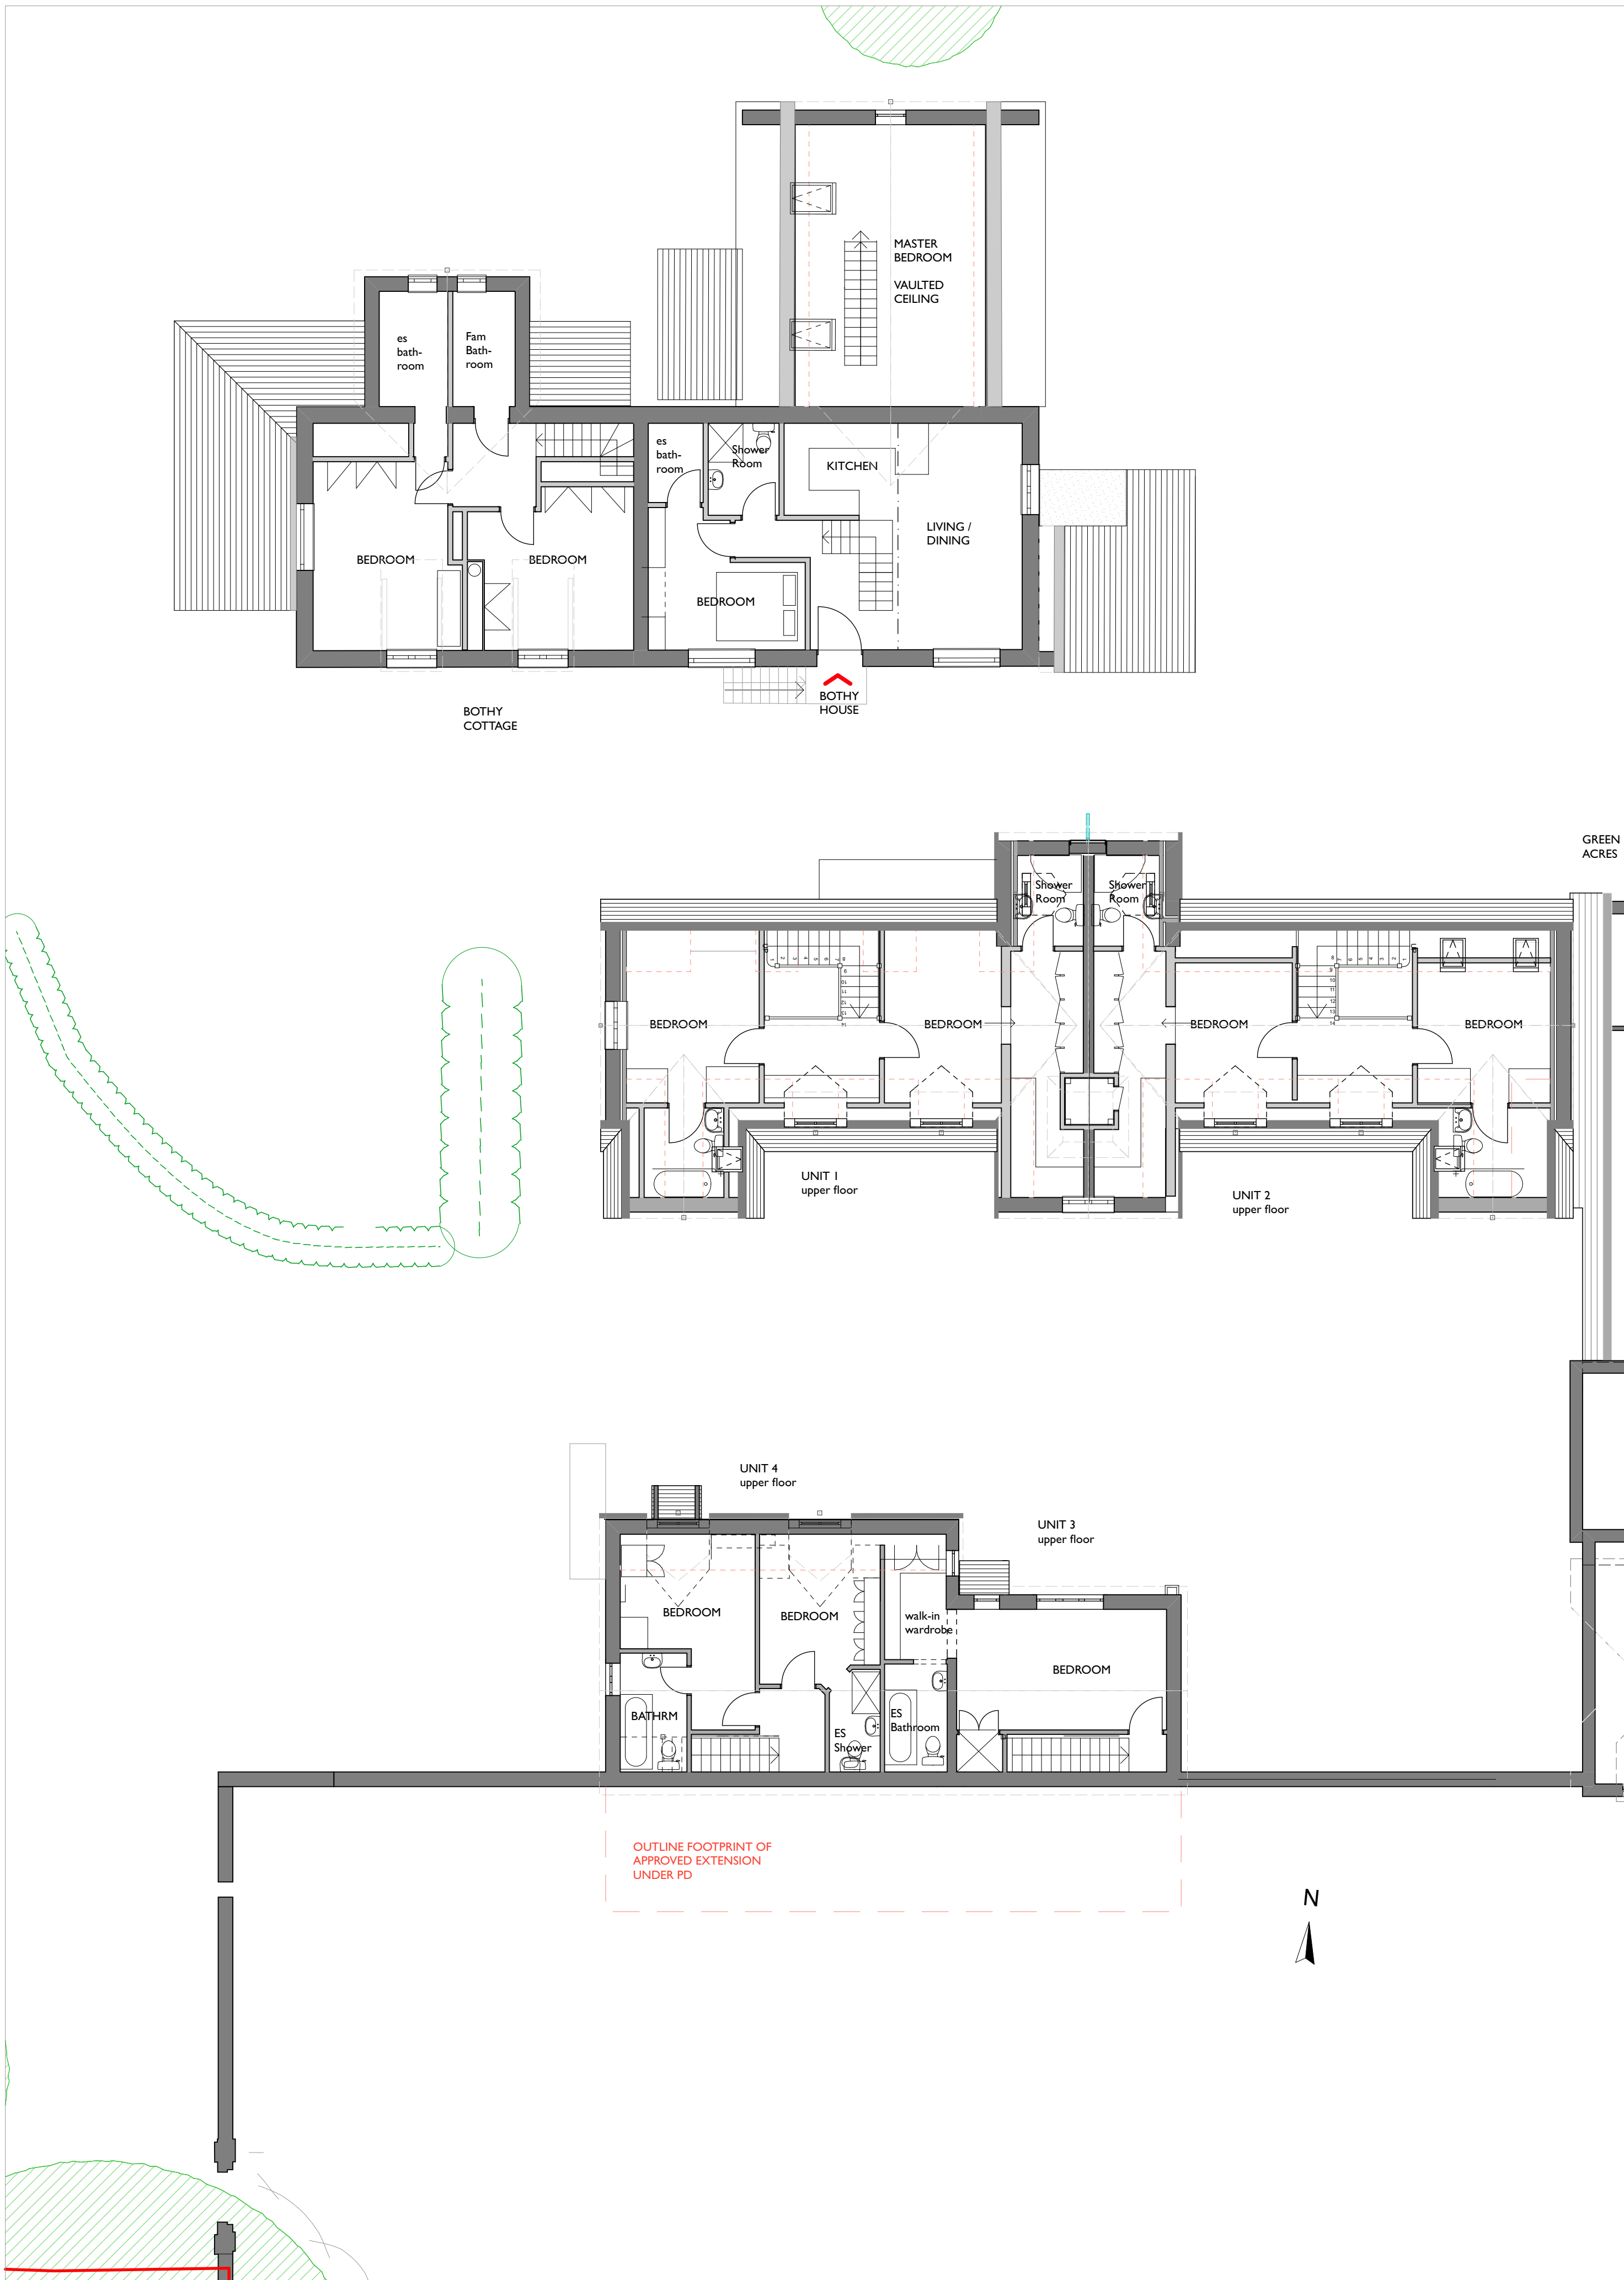 MASTER
BEDROOM
VAULTED
CEILING
es
bath-
room
Fam
Bath-
room
es
bath-
room
Shower
Room
KITCHEN
LIVING /
DINING
BEDROOM
BEDROOM
BEDROOM
BOTHY
HOUSE
BOTHY
COTTAGE
GREEN
ACRES
Shower
Room
Shower
Room
BEDROOM
BEDROOM
BEDROOM
BEDROOM
UNIT 1
upper floor
UNIT 2
upper floor
UNIT 4
upper floor
UNIT 3
upper floor
BEDROOM
BEDROOM
walk-in
wardrobe
BEDROOM
BATHRM
ES
Shower
ES
Bathroom
OUTLINE FOOTPRINT OF
APPROVED EXTENSION
UNDER PD
N